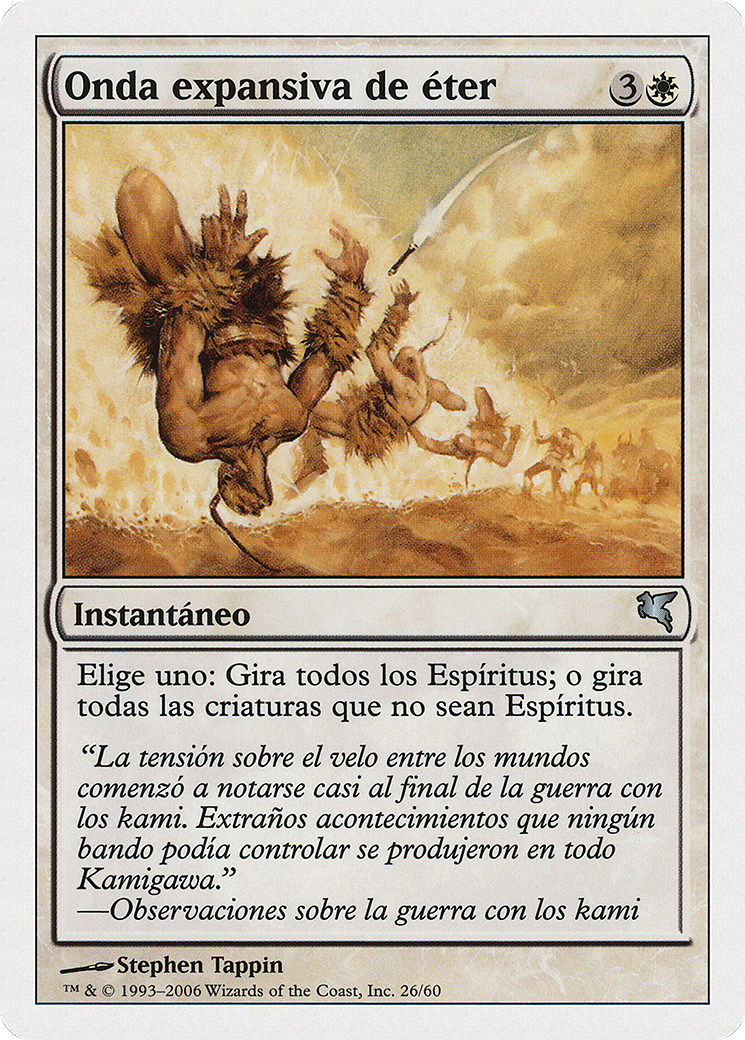 Onda expansiva de éter 3
Instantáneo
Elige uno: Gira todos los Espíritus; o gira
todas las criaturas que no sean Espíritus.
“La tensión sobre el velo entre los mundos
comenzó a notarse casi al final de la guerra con
los kami. Extraños acontecimientos que ningún
bando podía controlar se produjeron en todo
Kamigawa.”
—Observaciones sobre la guerra con los kami
Stephen Tappin
™ & © 1993–2006 Wizards of the Coast, Inc. 26/60